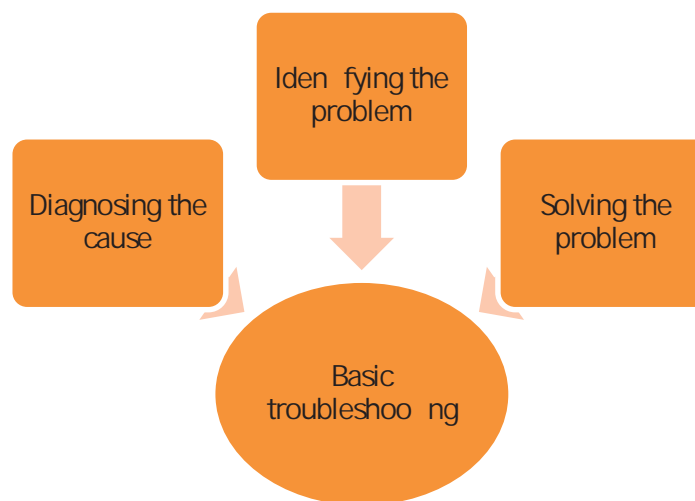 Iden fying the
problem
Diagnosing the
cause
Solving the
problem
Basic
troubleshoo ng